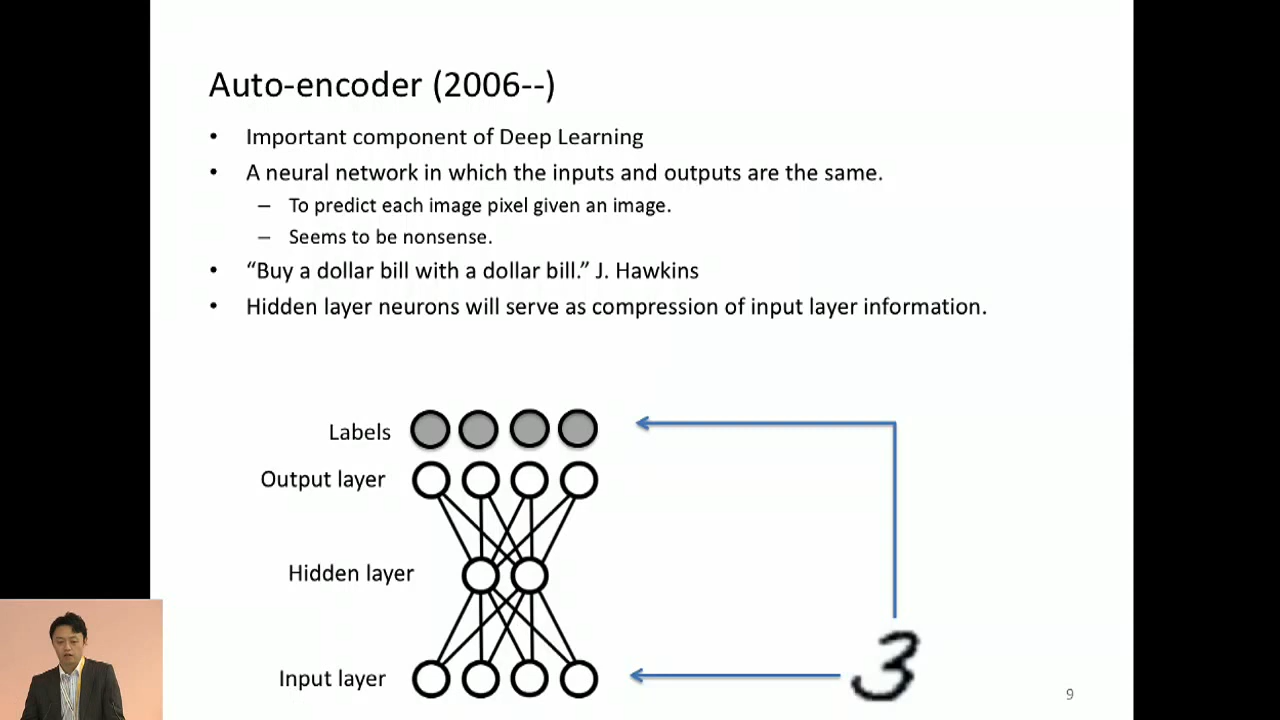 Auto-encoder (2006--)
• Important component of Deep Learning
• A neural network in which the inputs and outputs are the same.
– To predict each image pixel given an image.
– Seems to be nonsense.
• “Buy a dollar bill with a dollar bill.” J. Hawkins
• Hidden layer neurons will serve as compression of input layer information.
Labels
Output layer
Hidden layer
Input layer
3
9